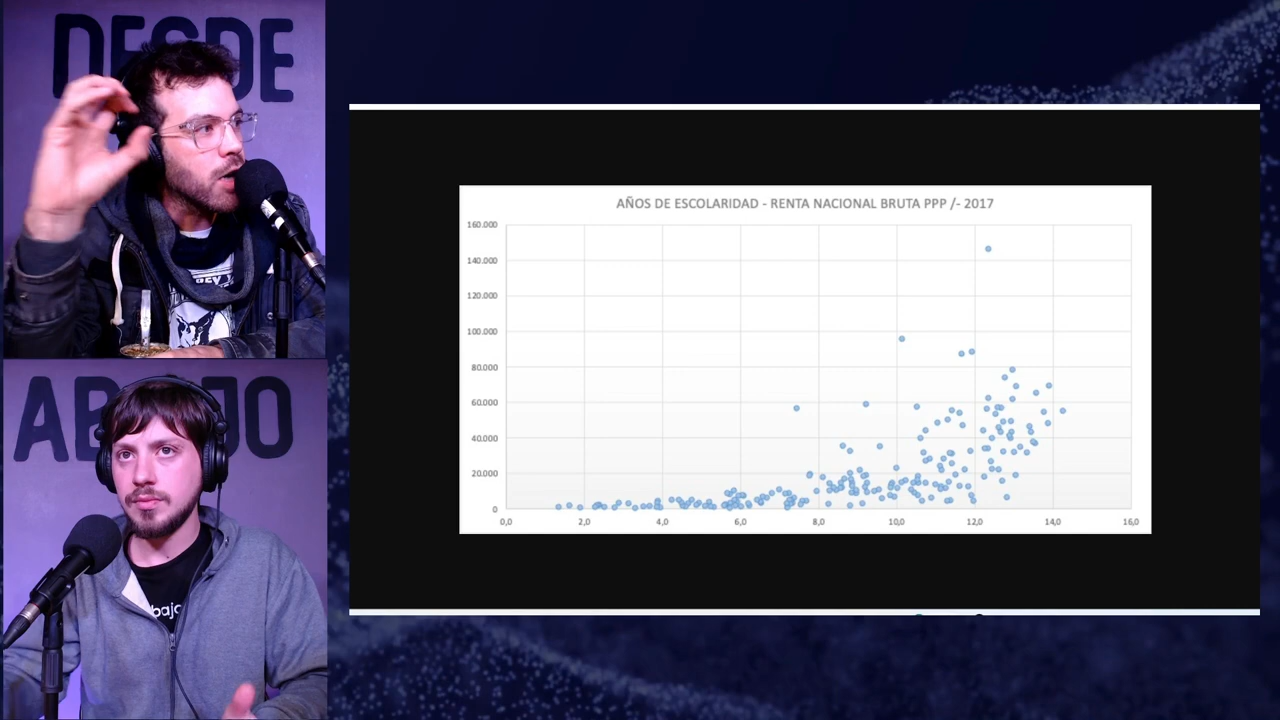 DESDE
ABAJO
bajo
AÑOS DE ESCOLARIDAD - RENTA NACIONAL BRUTA PPP /- 2017
160.000
140.000
120.000
100.000
80.000
60.000
40.000
20.000
0
0,0 2,0 4,0 6,0 8,0 10,0 12,0 14,0 16,0